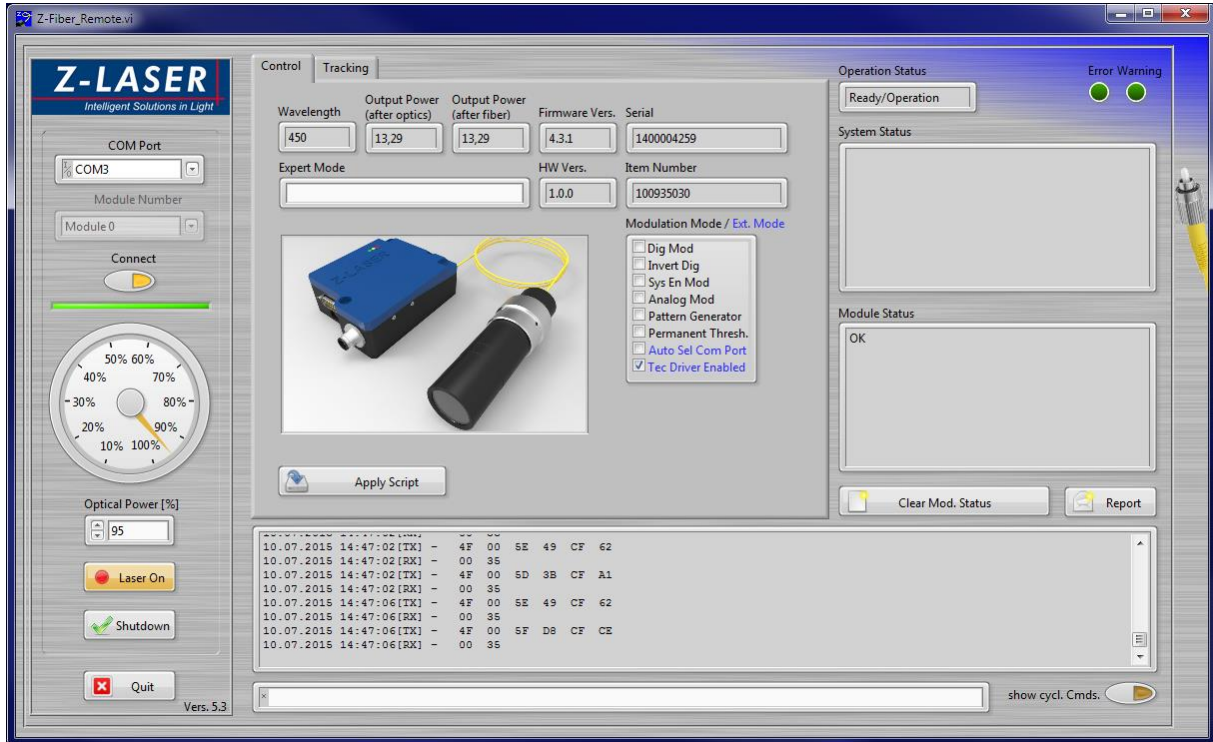 Z-Fiber_Remote.vi
Z-LASER
Intelligent Solutions in Light
COM Port
COM3
Module Number
Module 0
Connect
50% 60%
40% 70%
30% 80%
20% 90%
10% 100%
Optical Power [%]
95
Laser On
Shutdown
Quit
Vers. 5.3
Control Tracking
Wavelength
Output Power
(after optics)
Output Power
(after fiber)
Firmware Vers.
Serial
450
13,29
13,29
4.3.1
1400004259
Expert Mode
HW Vers.
Item Number
1.0.0
100935030
Modulation Mode / Ext. Mode
Dig Mod
Invert Dig
Sys En Mod
Analog Mod
Pattern Generator
Permanent Thresh.
Auto Sel Com Port
Tec Driver Enabled
Z-LASER
Apply Script
Operation Status
Error Warning
Ready/Operation
System Status
Module Status
OK
Clear Mod. Status
Report
10.07.2015 14:47:02[TX] - 4F 00 5E 49 CF 62
10.07.2015 14:47:02[RX] - 00 35
10.07.2015 14:47:02[TX] - 4F 00 5D 3B CF A1
10.07.2015 14:47:02[RX] - 00 35
10.07.2015 14:47:06[TX] - 4F 00 5E 49 CF 62
10.07.2015 14:47:06[RX] - 00 35
10.07.2015 14:47:06[TX] - 4F 00 5F D8 CF CE
10.07.2015 14:47:06[RX] - 00 35
show cycl. Cmds.